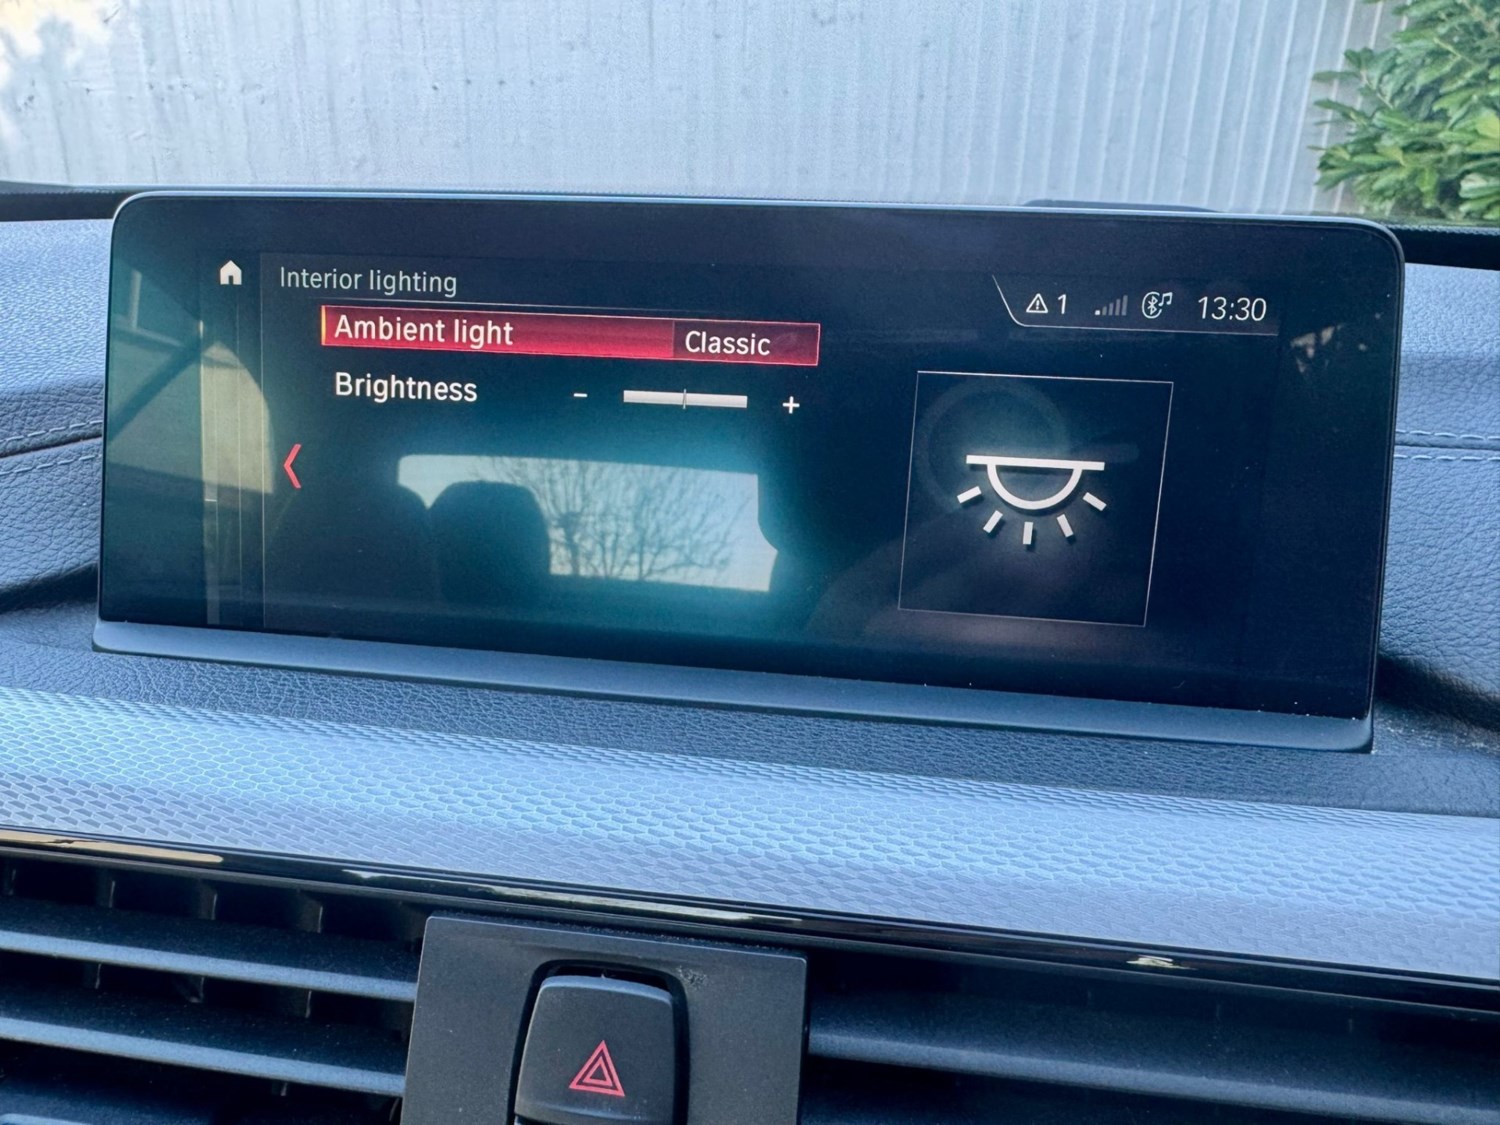 Interior lighting
1 13:30
Ambient light Classic
Brightness - +